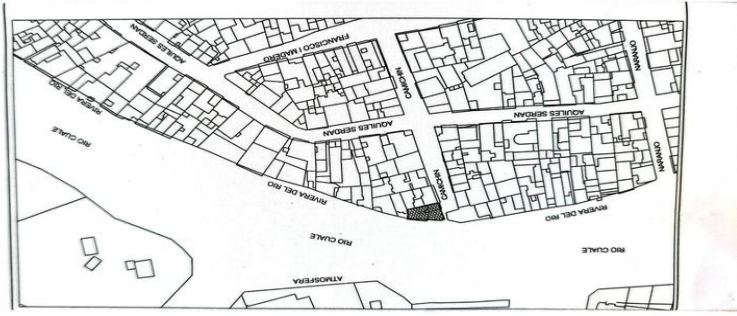 ATMOSFERA
RIO CUALE
RIO CUALE
RIO CUALE
RIVERA DEL RIO
RIVERA DEL RIO
RIVERA DEL RIO
CAMICHIN
NARANJO
AQUILES SERDAN
AQUILES SERDAN
AQUILES SERDAN
CAMICHIN
NARANJO
FRANCISCO I MADERO